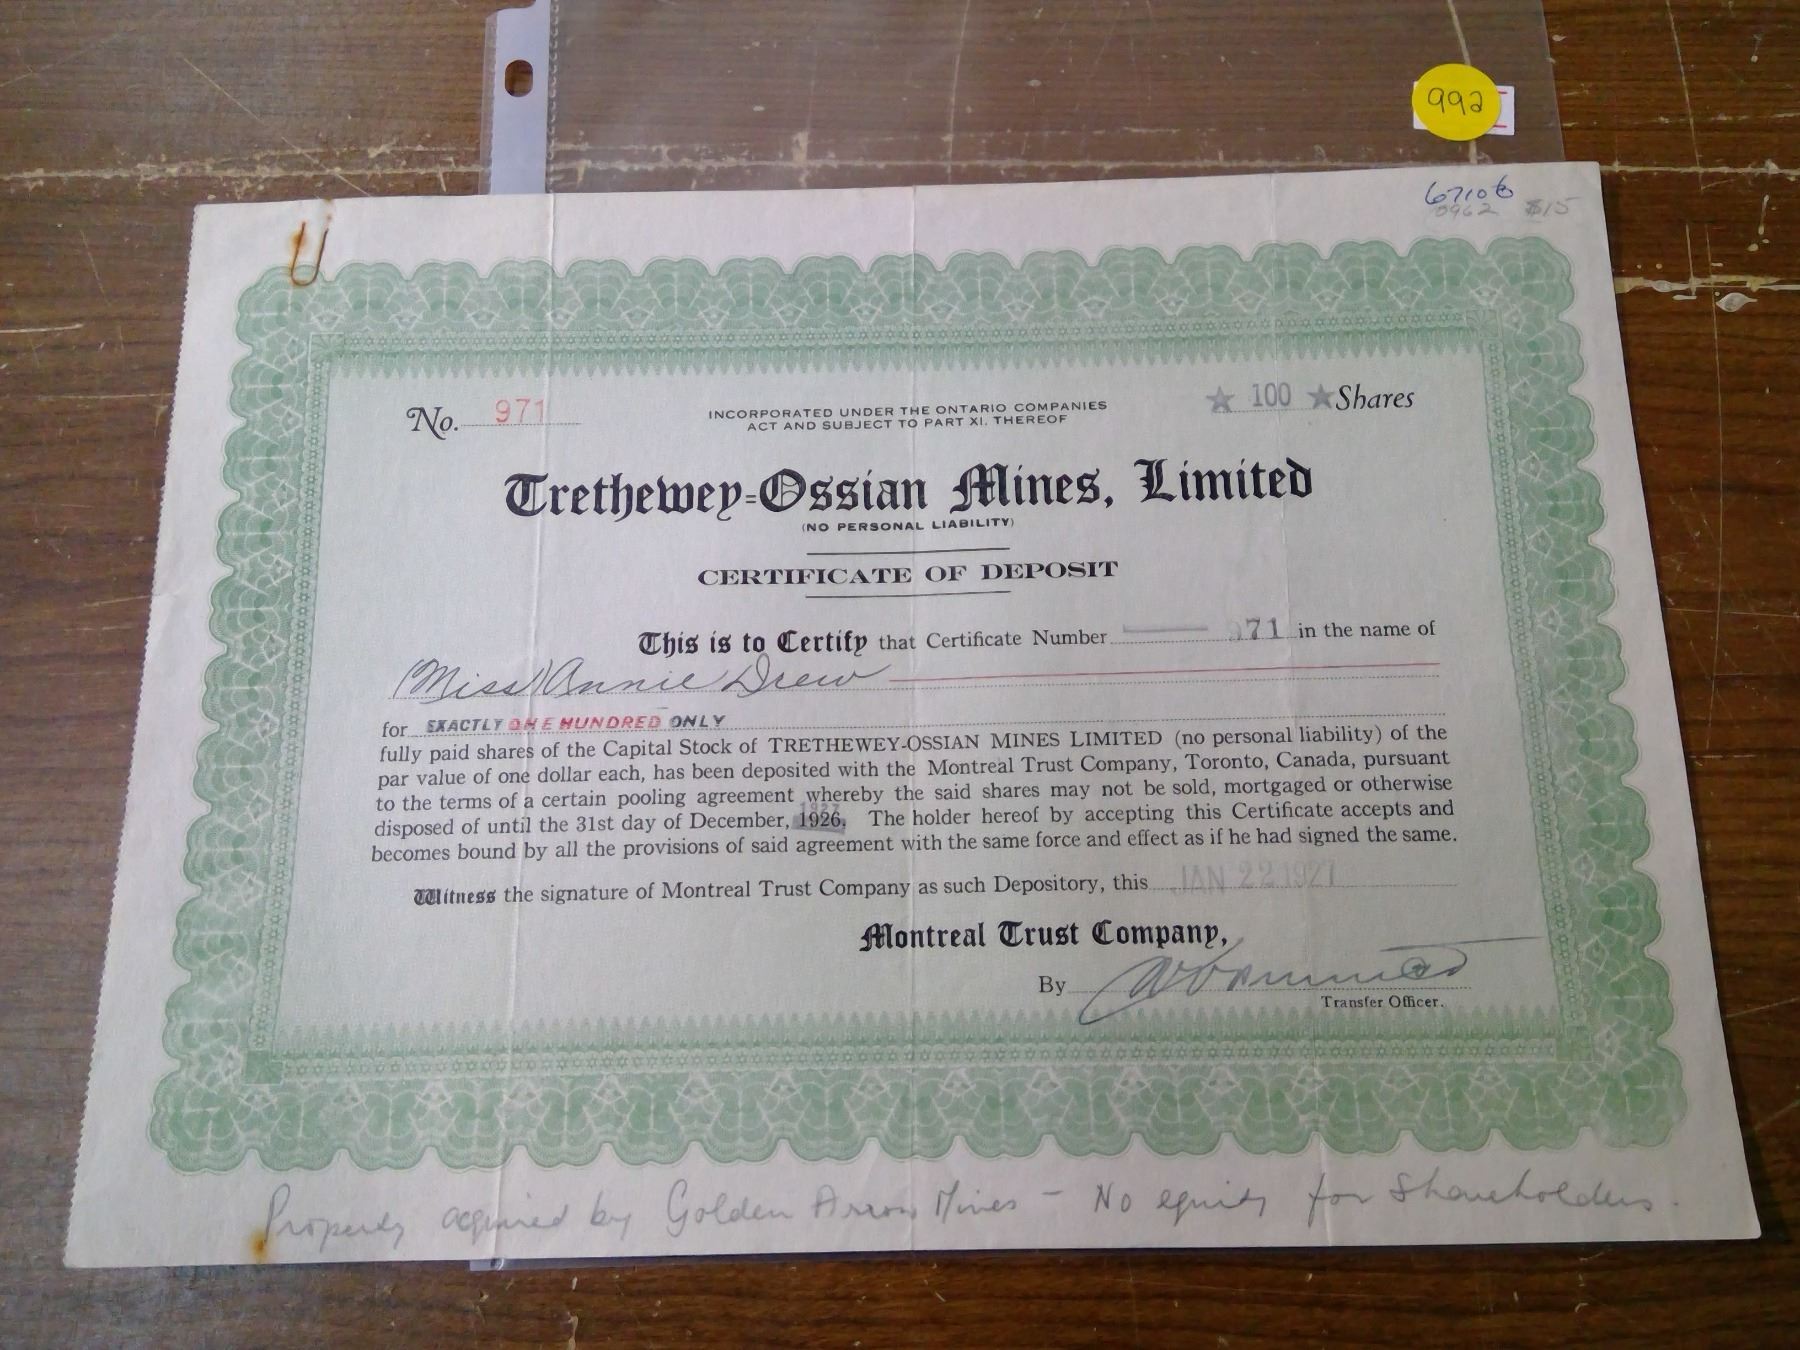 992
67106
0962 $15
No. 971
INCORPORATED UNDER THE ONTARIO COMPANIES
ACT AND SUBJECT TO PART XI. THEREOF
★ 100 ★ Shares
Trethewey-Ossian Mines, Limited
(NO PERSONAL LIABILITY)
CERTIFICATE OF DEPOSIT
This is to Certify that Certificate Number 971 in the name of
(Miss) Annie Drew
for EXACTLY ONE HUNDRED ONLY
fully paid shares of the Capital Stock of TRETHEWEY-OSSIAN MINES LIMITED (no personal liability) of the
par value of one dollar each, has been deposited with the Montreal Trust Company, Toronto, Canada, pursuant
to the terms of a certain pooling agreement whereby the said shares may not be sold, mortgaged or otherwise
1927
disposed of until the 31st day of December, 1926. The holder hereof by accepting this Certificate accepts and
becomes bound by all the provisions of said agreement with the same force and effect as if he had signed the same.
Witness the signature of Montreal Trust Company as such Depository, this JAN 22 1927
Montreal Trust Company,
By
Transfer Officer.
Property acquired by Golden Arrow Mines - No equity for Shareholders.